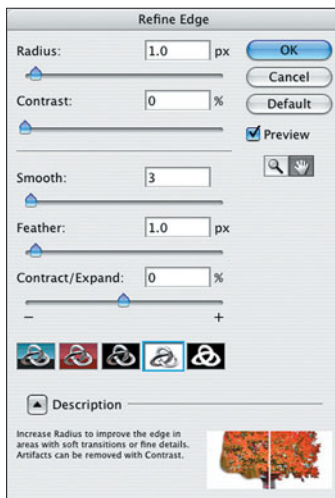 Refine Edge
Radius: 1.0 px OK
Cancel
Contrast: 0 % Default
Preview
Smooth: 3
Feather: 1.0 px
Contract/Expand: 0 %
– +
Description
Increase Radius to improve the edge in
areas with soft transitions or fine details.
Artifacts can be removed with Contrast.